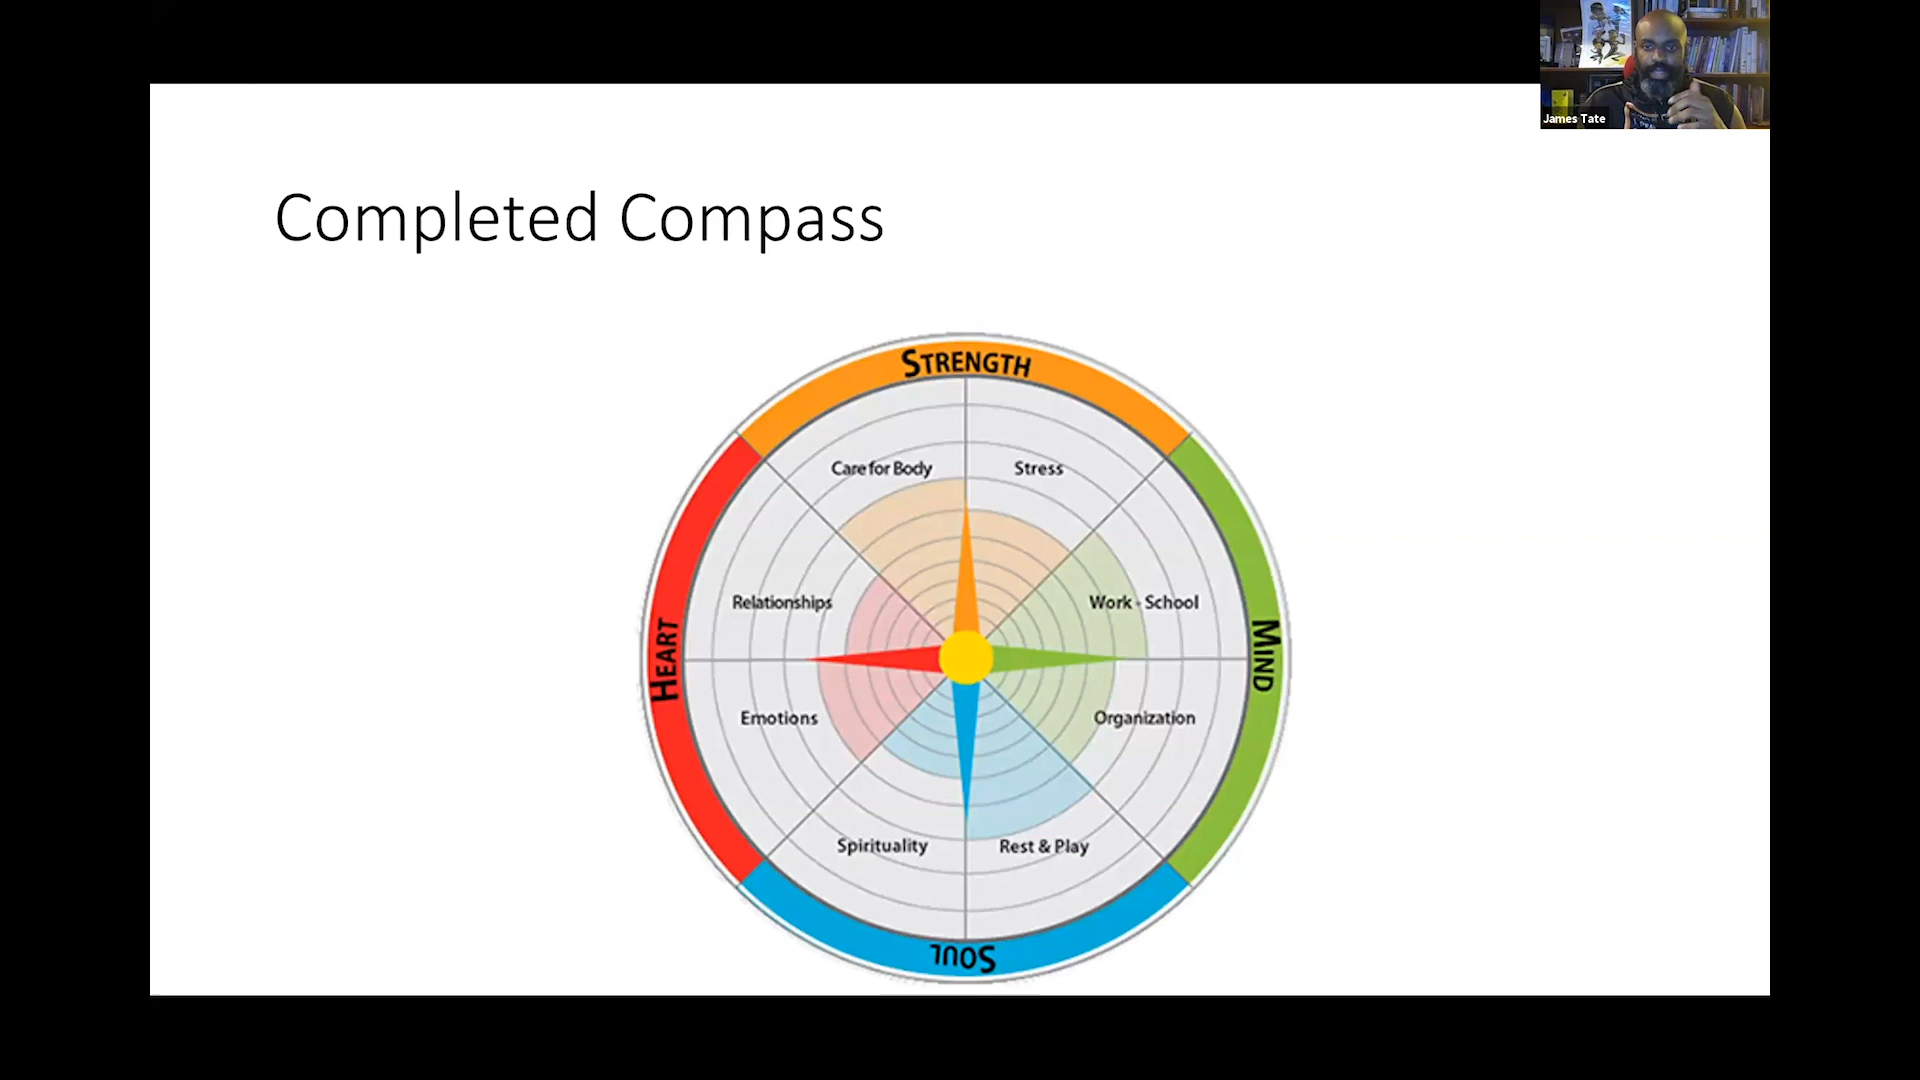 James Tate
Completed Compass
STRENGTH
Care for Body
Stress
Relationships
Work - School
HEART
MIND
Emotions
Organization
Spirituality
Rest & Play
SOUL